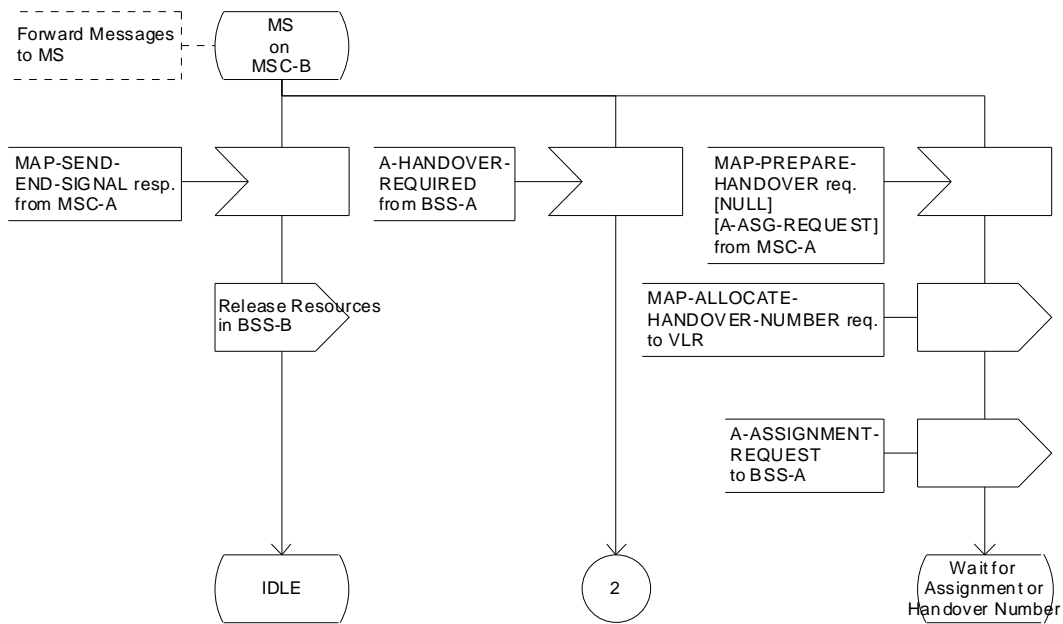 Forward Messages
to MS
MS
on
MSC-B
MAP-SEND-
END-SIGNAL resp.
from MSC-A
A-HANDOVER-
REQUIRED
from BSS-A
MAP-PREPARE-
HANDOVER req.
[NULL]
[A-ASG-REQUEST]
from MSC-A
Release Resources
in BSS-B
MAP-ALLOCATE-
HANDOVER-NUMBER req.
to VLR
A-ASSIGNMENT-
REQUEST
to BSS-A
IDLE
2
Wait for
Assignment or
Handover Number